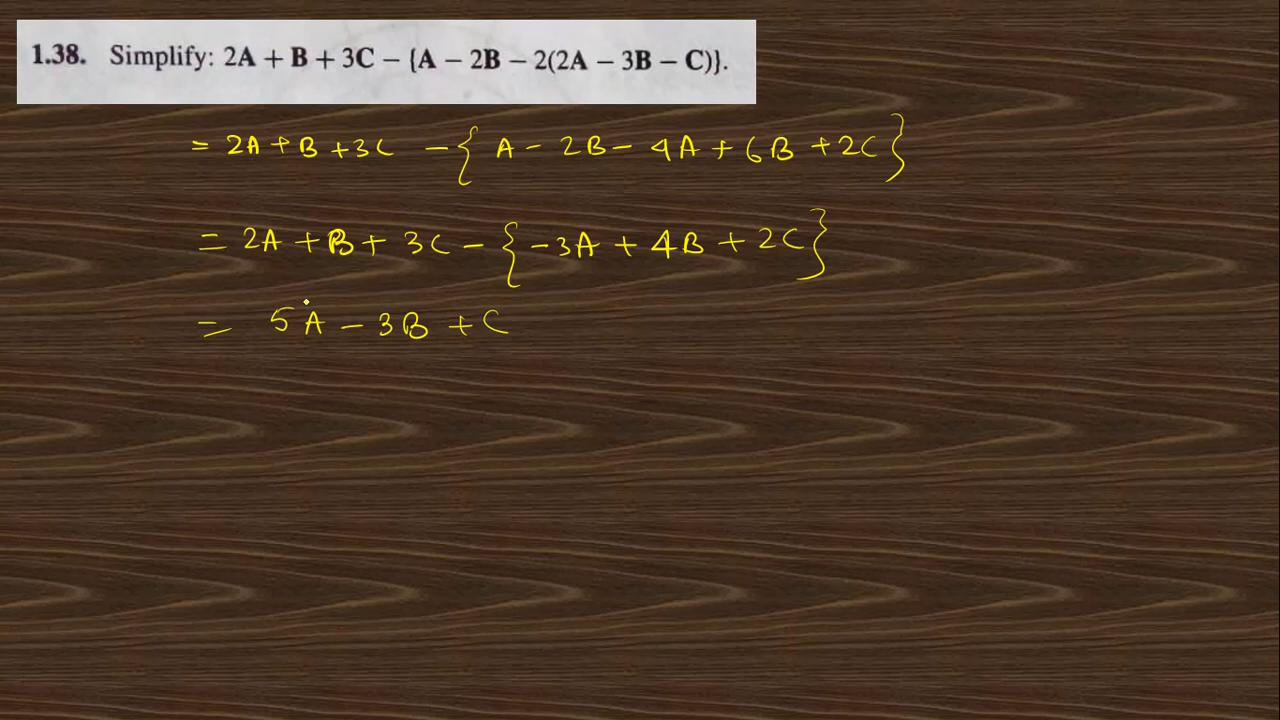 1.38. Simplify: 2A + B + 3C − {A − 2B − 2(2A − 3B − C)}.
= 2A + B + 3C − { A − 2B − 4A + 6B + 2C }
= 2A + B + 3C − { −3A + 4B + 2C }
= 5A − 3B + C